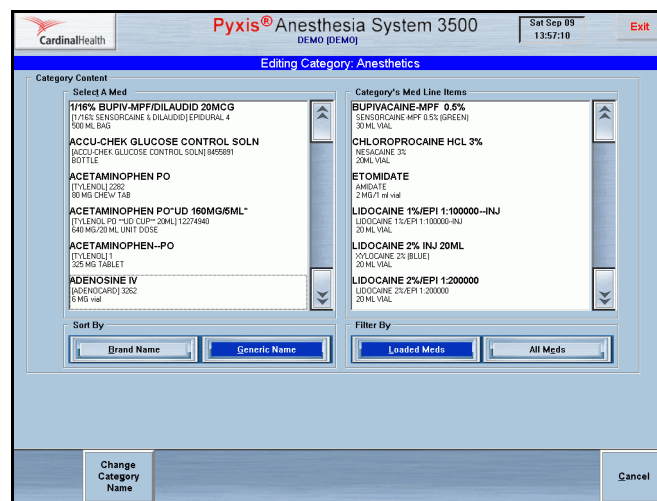 CardinalHealth
Pyxis® Anesthesia System 3500
DEMO [DEMO]
Sat Sep 09
13:57:10
Exit
Editing Category: Anesthetics
Category Content
Select A Med
1/16% BUPIV-MPF/DILAUDID 20MCG
[1/16% SENSORCAINE & DILAUDID] EPIDURAL 4
500 ML BAG
ACCU-CHEK GLUCOSE CONTROL SOLN
[ACCU-CHEK GLUCOSE CONTROL SOLN] 8455891
BOTTLE
ACETAMINOPHEN PO
[TYLENOL] 2282
80 MG CHEW TAB
ACETAMINOPHEN PO"UD 160MG/5ML"
[TYLENOL PO ""UD CUP"" 20ML] 12274940
640 MG/20 ML UNIT DOSE
ACETAMINOPHEN--PO
[TYLENOL] 1
325 MG TABLET
ADENOSINE IV
[ADENOCARD] 3262
6 MG vial
Category's Med Line Items
BUPIVACAINE-MPF 0.5%
SENSORCAINE-MPF 0.5% (GREEN)
30 ML VIAL
CHLOROPROCAINE HCL 3%
NESACAINE 3%
20ML VIAL
ETOMIDATE
AMIDATE
2 MG/1 ml vial
LIDOCAINE 1%/EPI 1:100000--INJ
LIDOCAINE 1%/EPI 1:100000-INJ
20 ML VIAL
LIDOCAINE 2% INJ 20ML
XYLOCAINE 2% (BLUE)
20 ML VIAL
LIDOCAINE 2%/EPI 1:200000
LIDOCAINE 2%/EPI 1:200000
20 ML VIAL
Sort By
Brand Name
Generic Name
Filter By
Loaded Meds
All Meds
Change
Category
Name
Cancel